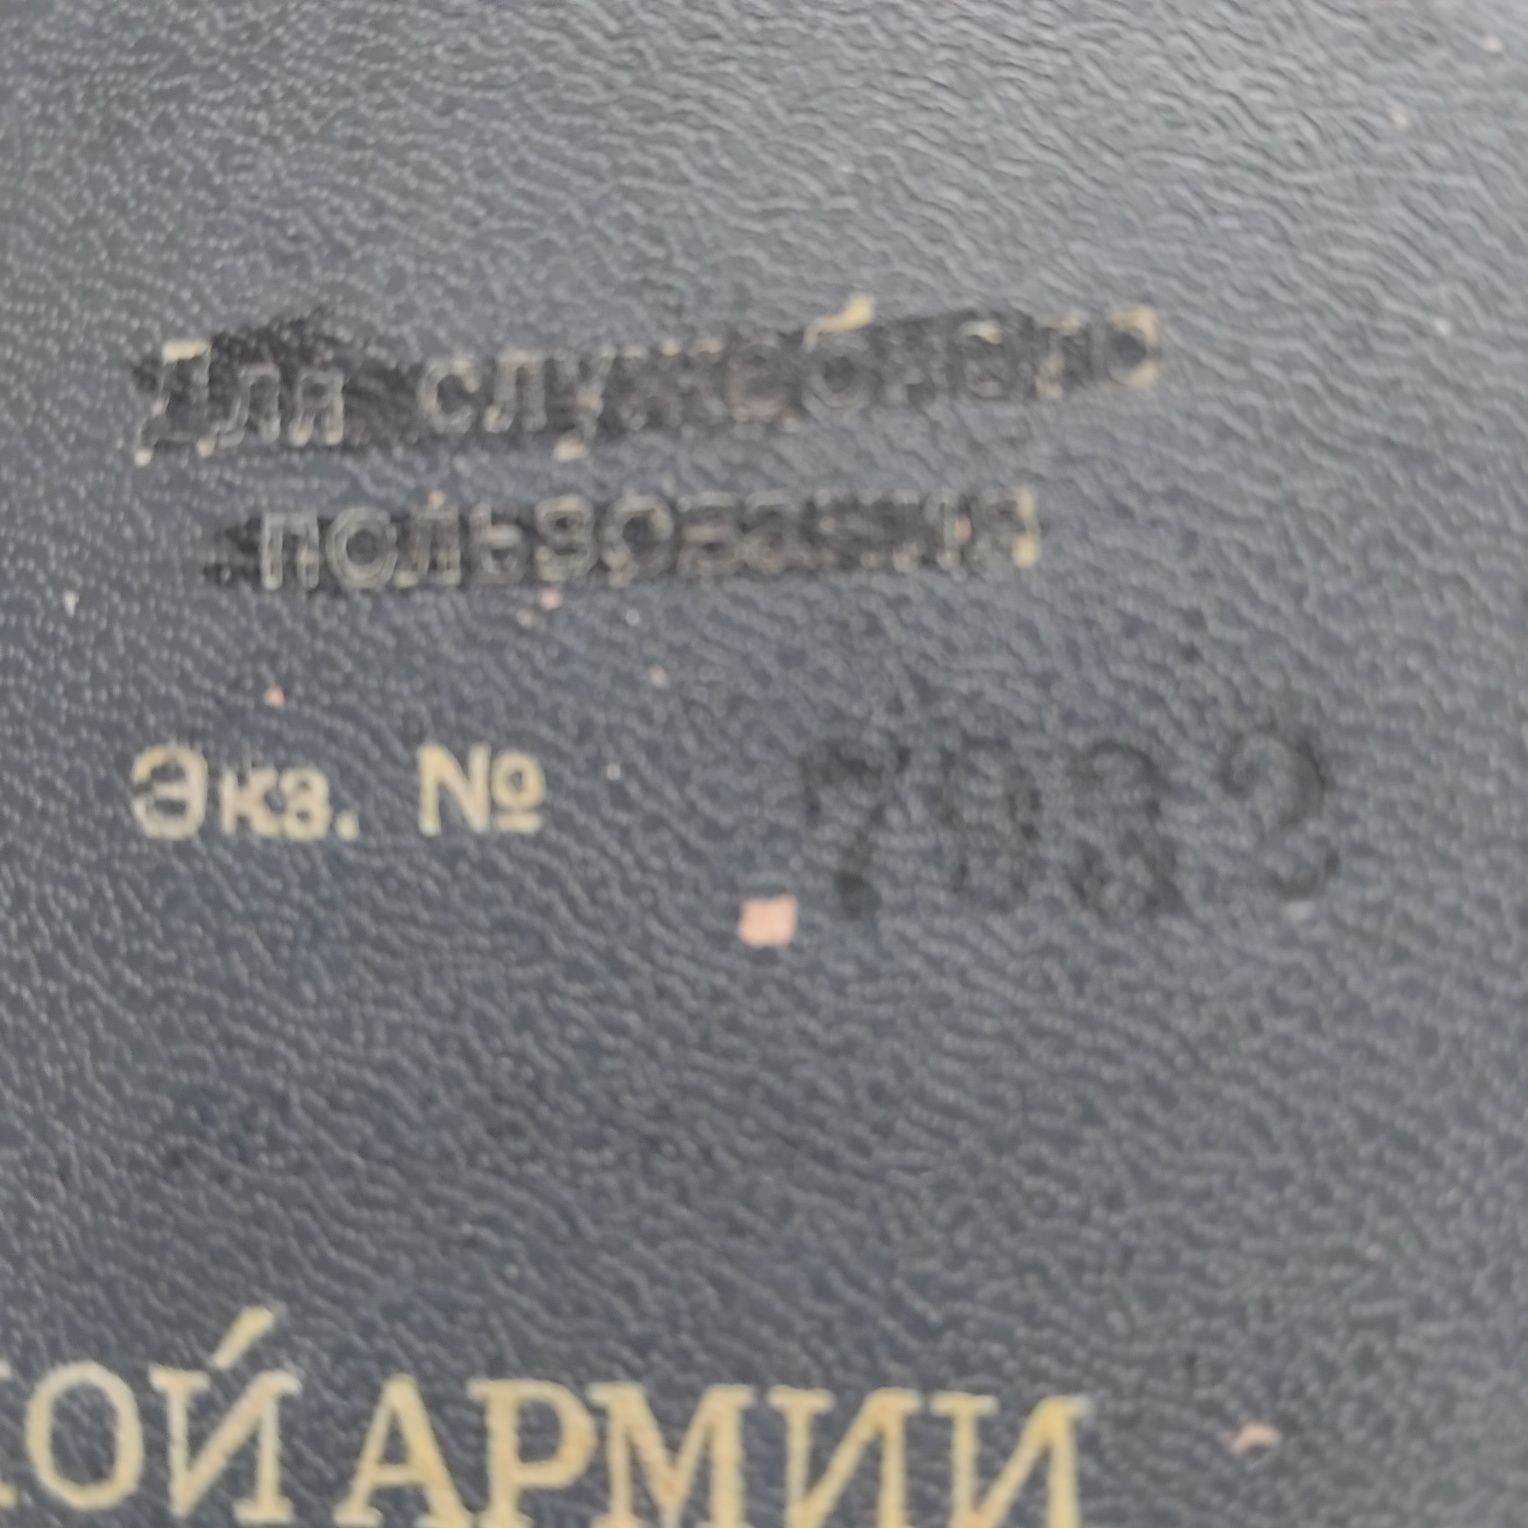 Для служебного
пользования
Экз. № 7932
ОЙ АРМИИ